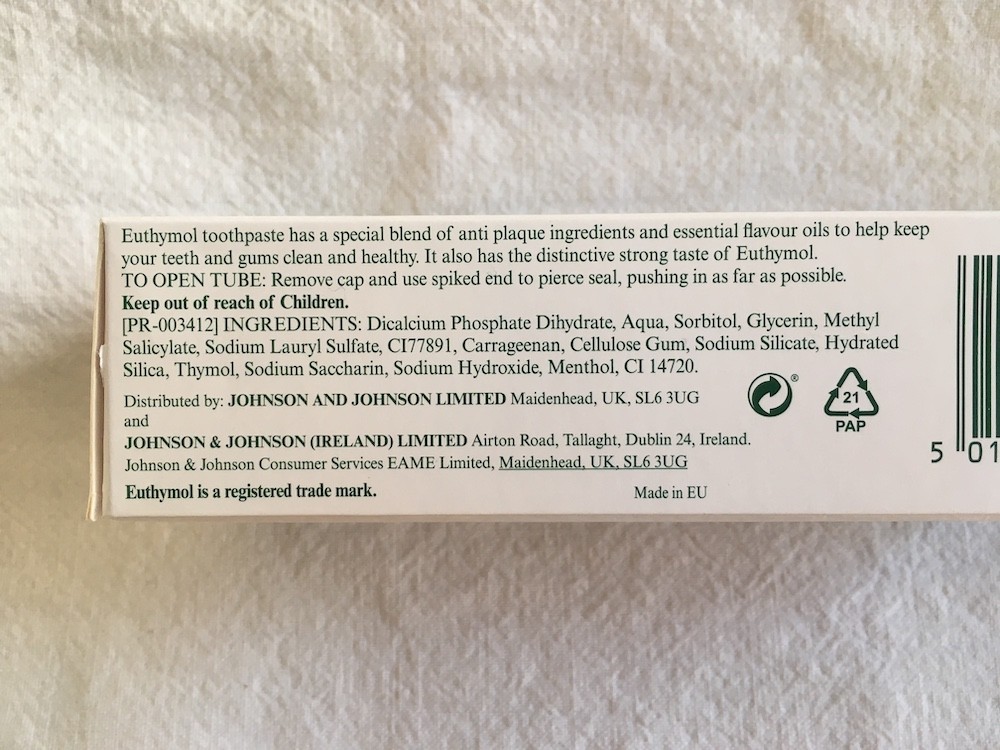 Euthymol toothpaste has a special blend of anti plaque ingredients and essential flavour oils to help keep
your teeth and gums clean and healthy. It also has the distinctive strong taste of Euthymol.
TO OPEN TUBE: Remove cap and use spiked end to pierce seal, pushing in as far as possible.
Keep out of reach of Children.
[PR-003412] INGREDIENTS: Dicalcium Phosphate Dihydrate, Aqua, Sorbitol, Glycerin, Methyl
Salicylate, Sodium Lauryl Sulfate, CI77891, Carrageenan, Cellulose Gum, Sodium Silicate, Hydrated
Silica, Thymol, Sodium Saccharin, Sodium Hydroxide, Menthol, CI 14720.
Distributed by: JOHNSON AND JOHNSON LIMITED Maidenhead, UK, SL6 3UG
and
JOHNSON & JOHNSON (IRELAND) LIMITED Airton Road, Tallaght, Dublin 24, Ireland.
Johnson & Johnson Consumer Services EAME Limited, Maidenhead, UK, SL6 3UG
Euthymol is a registered trade mark.
Made in EU
®
21
PAP
5 01